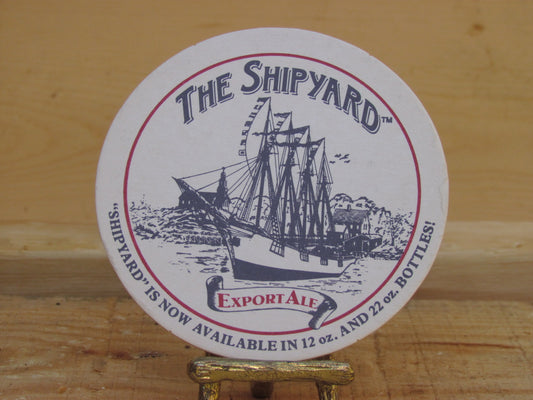 THE SHIPYARD™
EXPORT ALE
"SHIPYARD" IS NOW AVAILABLE IN 12 oz. AND 22 oz. BOTTLES!